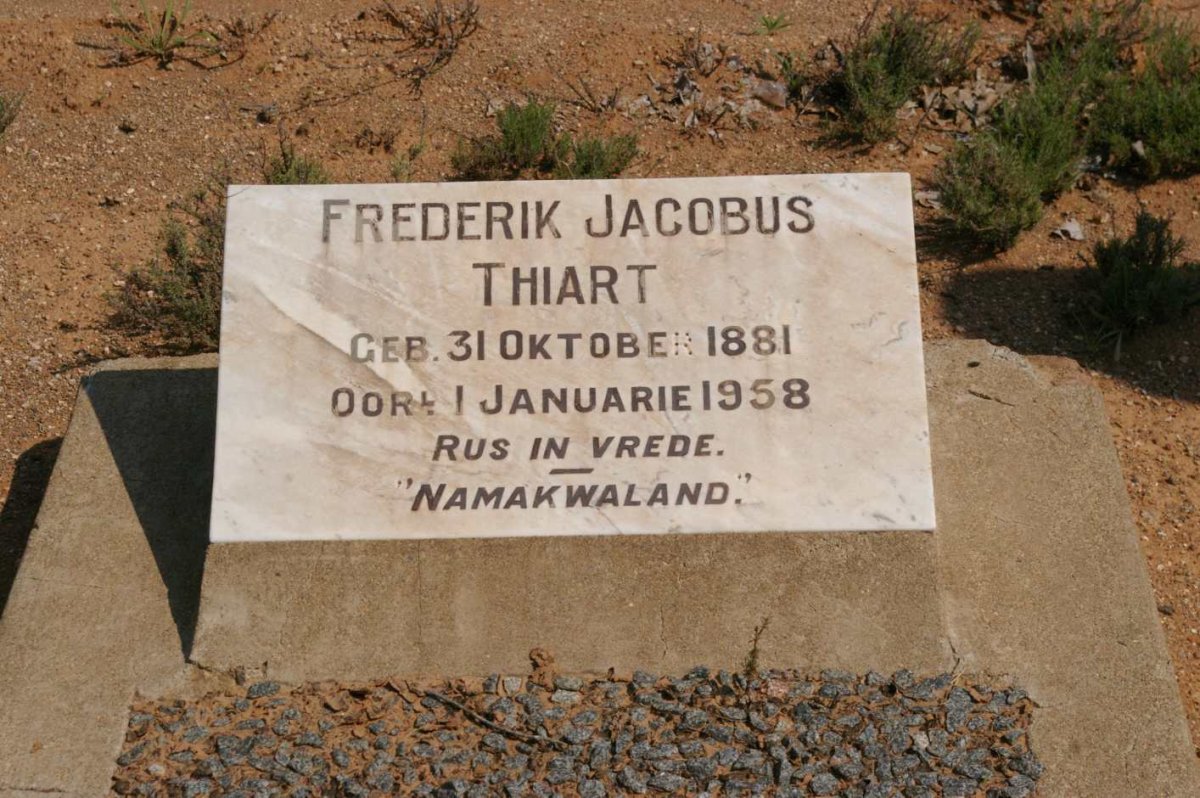 FREDERIK JACOBUS
THIART
GEB. 31 OKTOBER 1881
OORL 1 JANUARIE 1958
RUS IN VREDE.
"NAMAKWALAND."